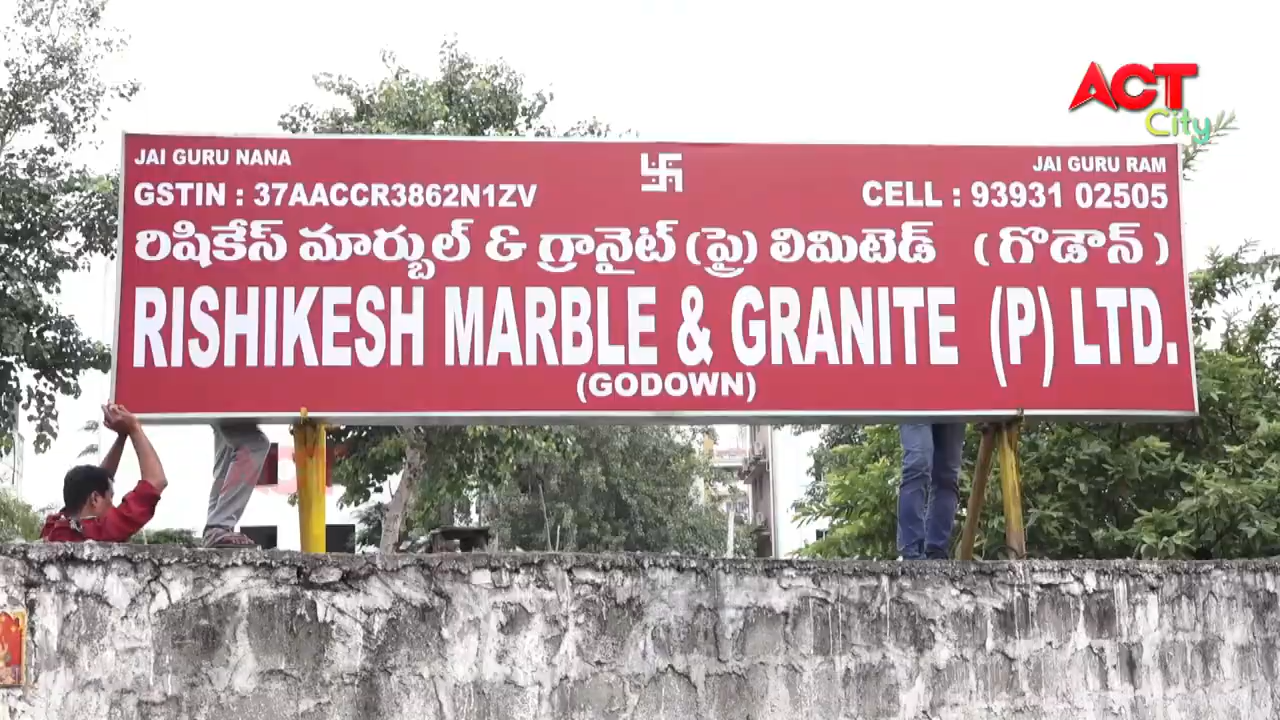 ACT
City
JAI GURU NANA 卐 JAI GURU RAM
GSTIN : 37AACCR3862N1ZV CELL : 93931 02505
రిషికేస్ మార్బుల్ & గ్రానైట్ (ప్రై) లిమిటెడ్ (గొడౌన్)
RISHIKESH MARBLE & GRANITE (P) LTD.
(GODOWN)
ACT